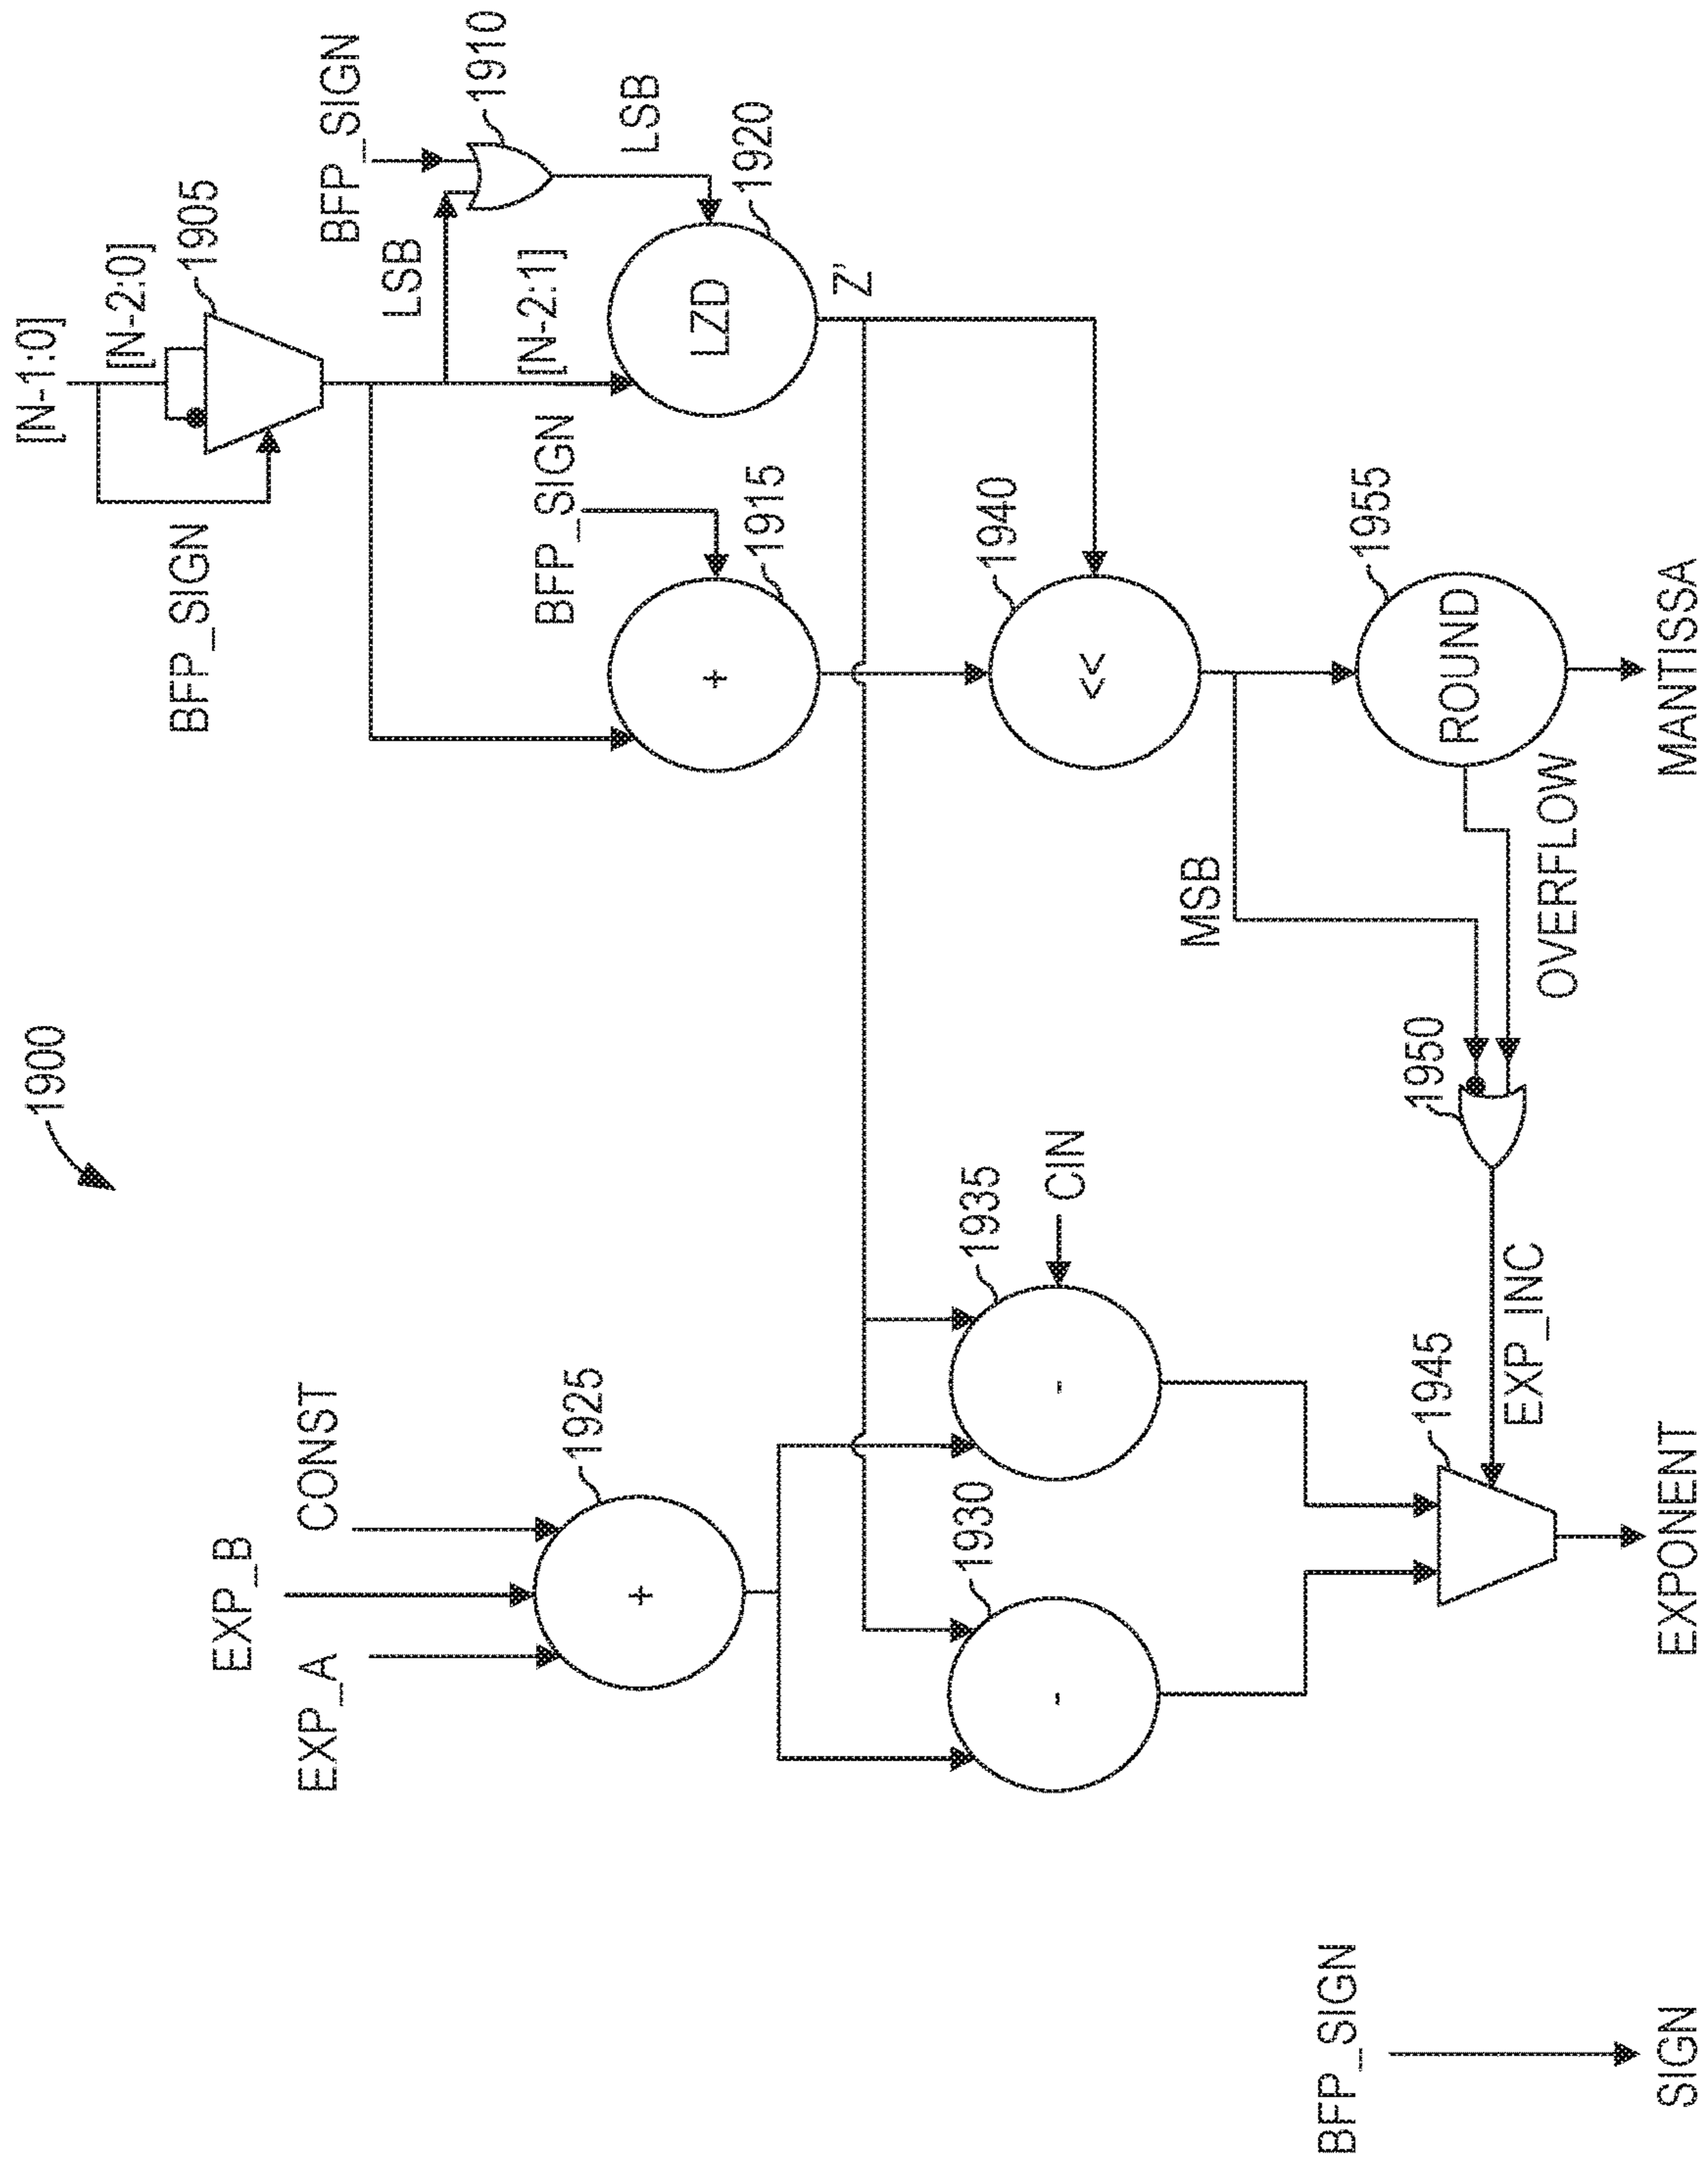 1900
[N-1:0]
[N-2:0]
1905
BFP_SIGN
BFP_SIGN
LSB
1910
LSB
[N-2:1]
BFP_SIGN
+
1915
LZD
1920
Z'
EXP_A
EXP_B
CONST
+
1925
-
1930
-
1935
CIN
<<
1940
MSB
ROUND
1955
OVERFLOW
1950
EXP_INC
1945
BFP_SIGN
SIGN
EXPONENT
MANTISSA